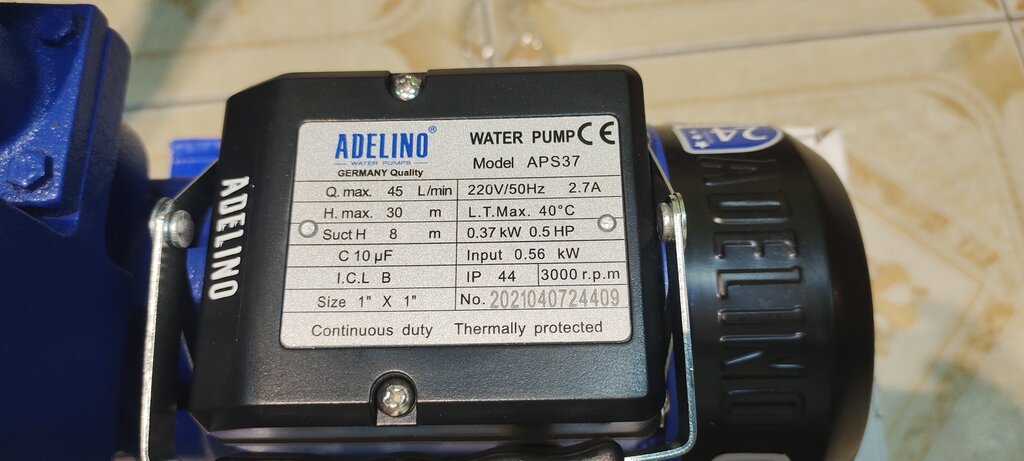 ADELINO® WATER PUMP CE
WATER PUMPS
GERMANY Quality Model APS37
Q. max. 45 L/min 220V/50Hz 2.7A
H. max. 30 m L.T.Max. 40°C
Suct H 8 m 0.37 kW 0.5 HP
C 10 µF Input 0.56 kW
I.C.L B IP 44 3000 r.p.m
Size 1" X 1" No. 2021040724409
Continuous duty Thermally protected
ADELINO
24
ADELINO